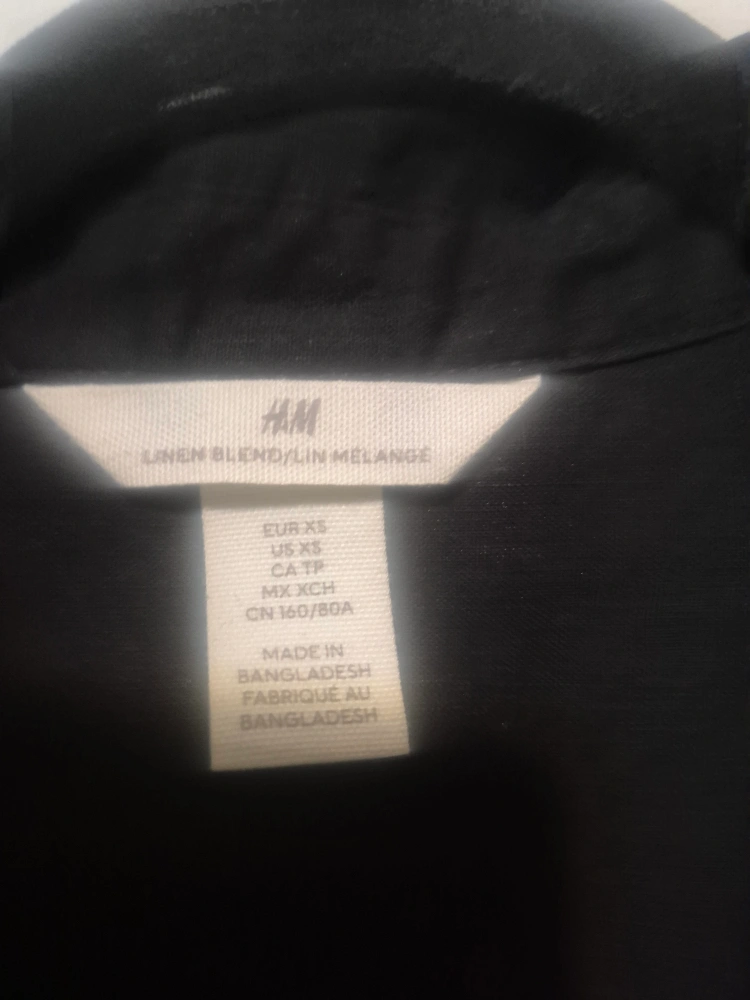 H&M
LINEN BLEND/LIN MÉLANGÉ
EUR XS
US XS
CA TP
MX XCH
CN 160/80A
MADE IN
BANGLADESH
FABRIQUÉ AU
BANGLADESH